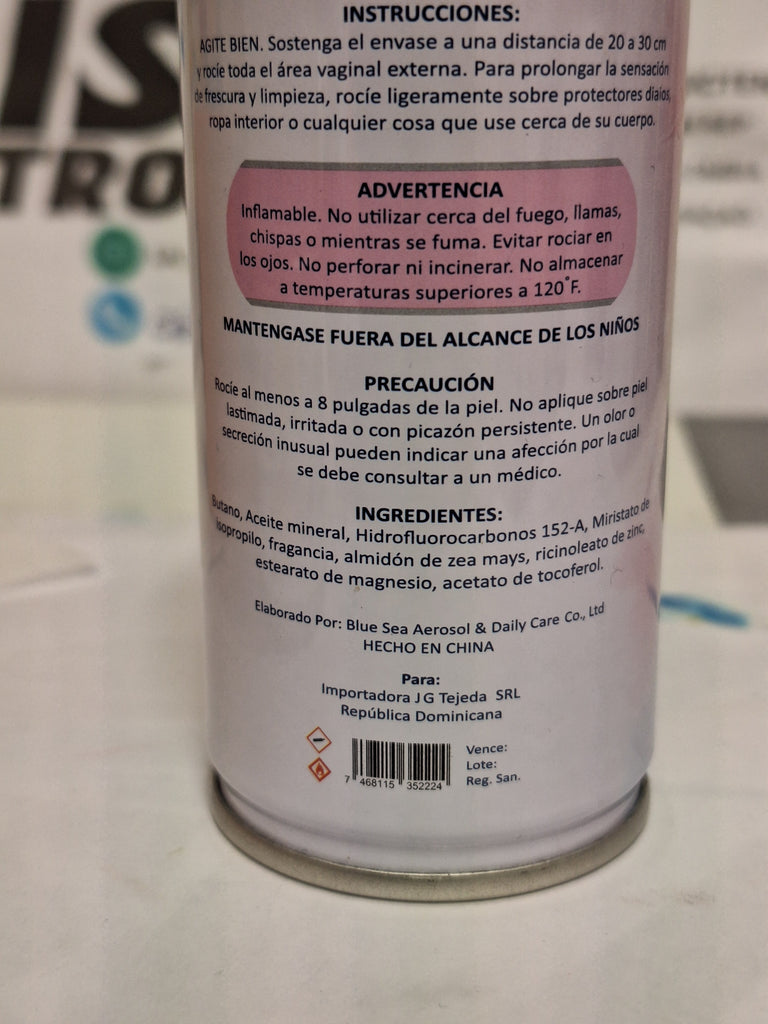 IS
TRO
INSTRUCCIONES:
AGITE BIEN. Sostenga el envase a una distancia de 20 a 30 cm
y rocíe toda el área vaginal externa. Para prolongar la sensación
de frescura y limpieza, rocíe ligeramente sobre protectores diaios,
ropa interior o cualquier cosa que use cerca de su cuerpo.
ADVERTENCIA
Inflamable. No utilizar cerca del fuego, llamas,
chispas o mientras se fuma. Evitar rociar en
los ojos. No perforar ni incinerar. No almacenar
a temperaturas superiores a 120°F.
MANTENGASE FUERA DEL ALCANCE DE LOS NIÑOS
PRECAUCIÓN
Rocíe al menos a 8 pulgadas de la piel. No aplique sobre piel
lastimada, irritada o con picazón persistente. Un olor o
secreción inusual pueden indicar una afección por la cual
se debe consultar a un médico.
INGREDIENTES:
Butano, Aceite mineral, Hidrofluorocarbonos 152-A, Miristato de
Isopropilo, fragancia, almidón de zea mays, ricinoleato de zinc,
estearato de magnesio, acetato de tocoferol.
Elaborado Por: Blue Sea Aerosol & Daily Care Co., Ltd
HECHO EN CHINA
Para:
Importadora J G Tejeda SRL
República Dominicana
Vence:
Lote:
Reg. San.
7 468115 352224